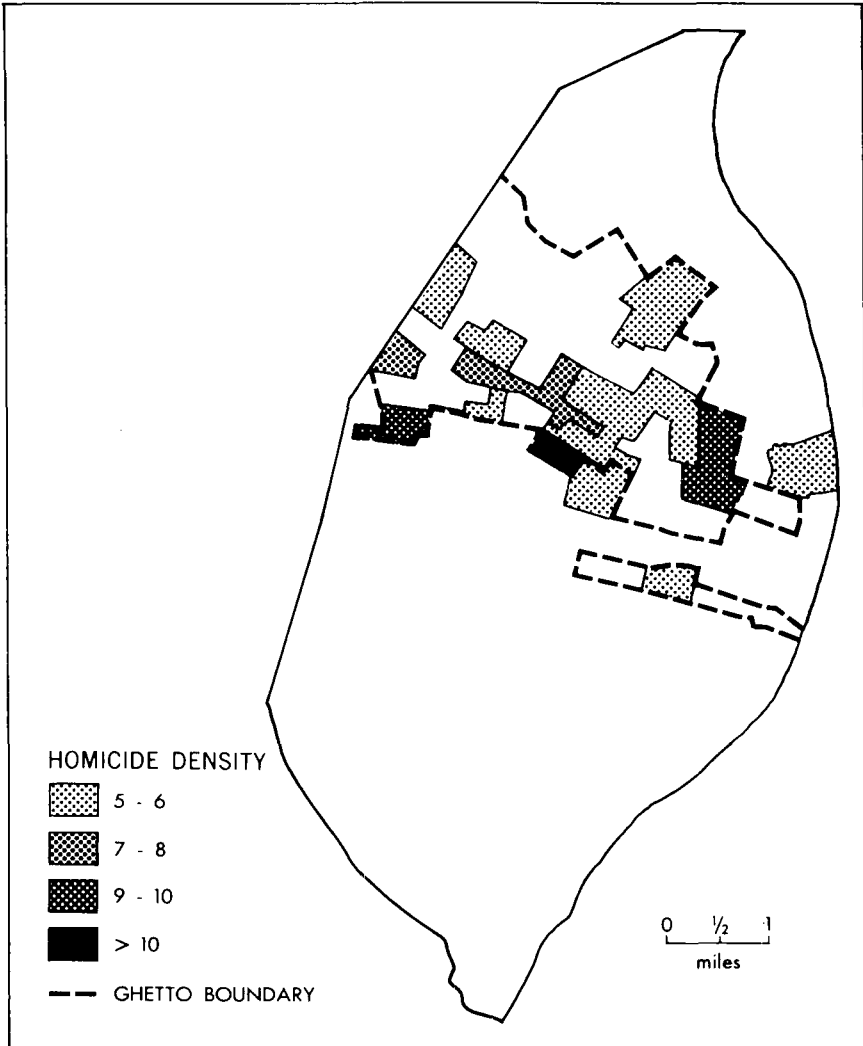 HOMICIDE DENSITY
5 - 6
7 - 8
9 - 10
> 10
GHETTO BOUNDARY
0 ½ 1
miles